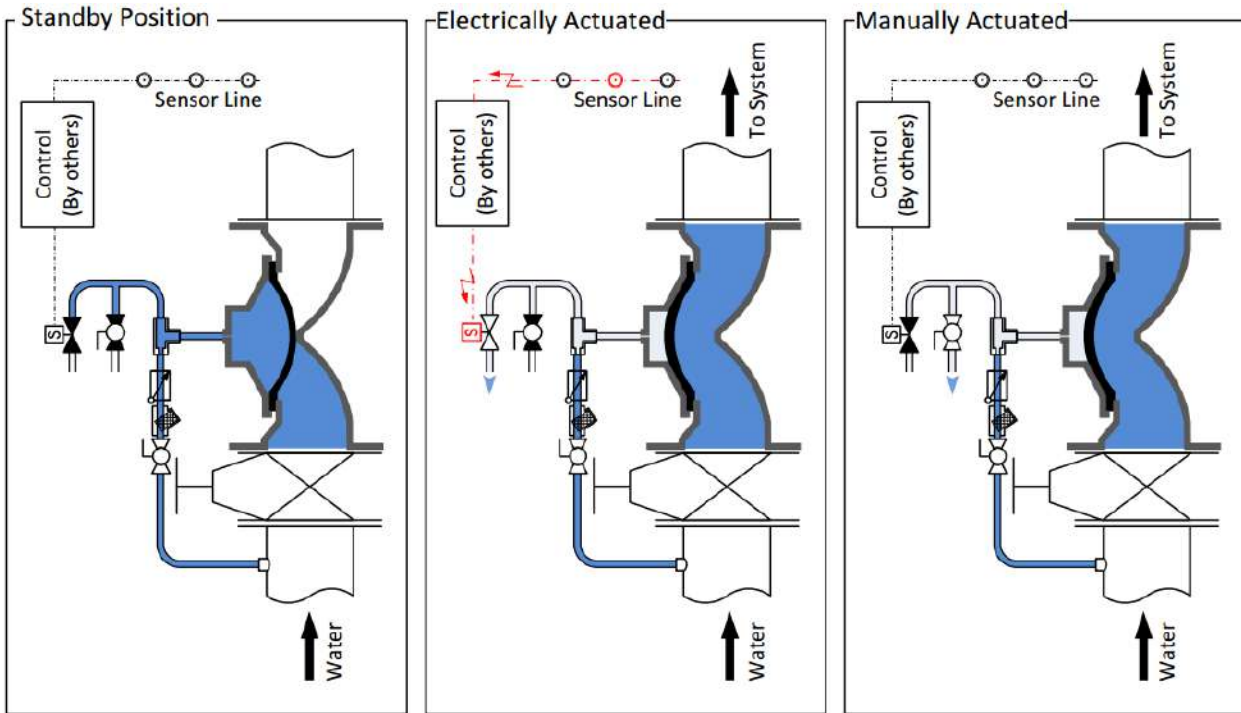 Standby Position
Sensor Line
Control
(By others)
S
Water
Electrically Actuated
To System
Sensor Line
Control
(By others)
S
Water
Manually Actuated
To System
Sensor Line
Control
(By others)
S
Water